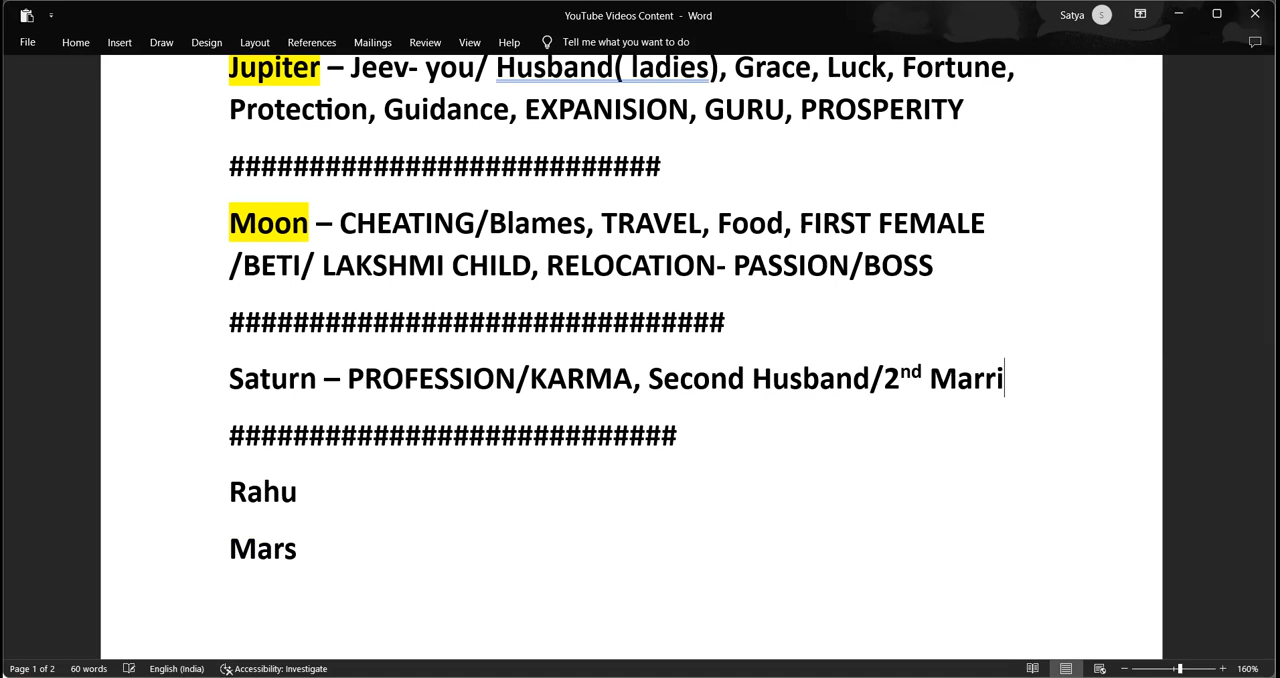 YouTube Videos Content - Word
Satya S
File Home Insert Draw Design Layout References Mailings Review View Help Tell me what you want to do
Jupiter – Jeev- you/ Husband( ladies), Grace, Luck, Fortune,
Protection, Guidance, EXPANISION, GURU, PROSPERITY
###########################
Moon – CHEATING/Blames, TRAVEL, Food, FIRST FEMALE
/BETI/ LAKSHMI CHILD, RELOCATION- PASSION/BOSS
###############################
Saturn – PROFESSION/KARMA, Second Husband/2nd Marri
############################
Rahu
Mars
Page 1 of 2 60 words English (India) Accessibility: Investigate 160%